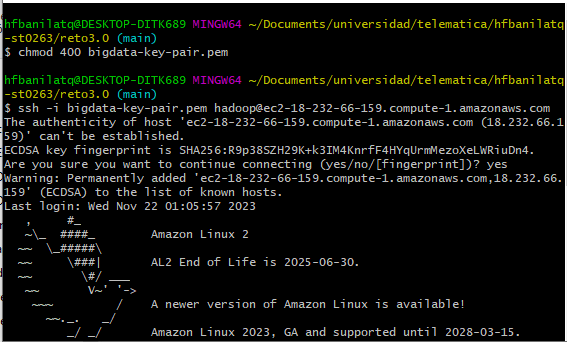 hfbanilatq@DESKTOP-DITK689 MINGW64 ~/Documents/universidad/telematica/hfbanilatq
-st0263/reto3.0 (main)
$ chmod 400 bigdata-key-pair.pem

hfbanilatq@DESKTOP-DITK689 MINGW64 ~/Documents/universidad/telematica/hfbanilatq
-st0263/reto3.0 (main)
$ ssh -i bigdata-key-pair.pem hadoop@ec2-18-232-66-159.compute-1.amazonaws.com
The authenticity of host 'ec2-18-232-66-159.compute-1.amazonaws.com (18.232.66.1
59)' can't be established.
ECDSA key fingerprint is SHA256:R9p38SZH29K+k3IM4KnrfF4HYqUrmMezoXeLWRiuDn4.
Are you sure you want to continue connecting (yes/no/[fingerprint])? yes
Warning: Permanently added 'ec2-18-232-66-159.compute-1.amazonaws.com,18.232.66.
159' (ECDSA) to the list of known hosts.
Last login: Wed Nov 22 01:05:57 2023
   ,     #_
   ~\_  ####_        Amazon Linux 2
  ~~  \_#####\
  ~~     \###|       AL2 End of Life is 2025-06-30.
  ~~       \#/ ___
   ~~       V~' '->
    ~~~         /    A newer version of Amazon Linux is available!
      ~~._.   _/
         _/ _/       Amazon Linux 2023, GA and supported until 2028-03-15.